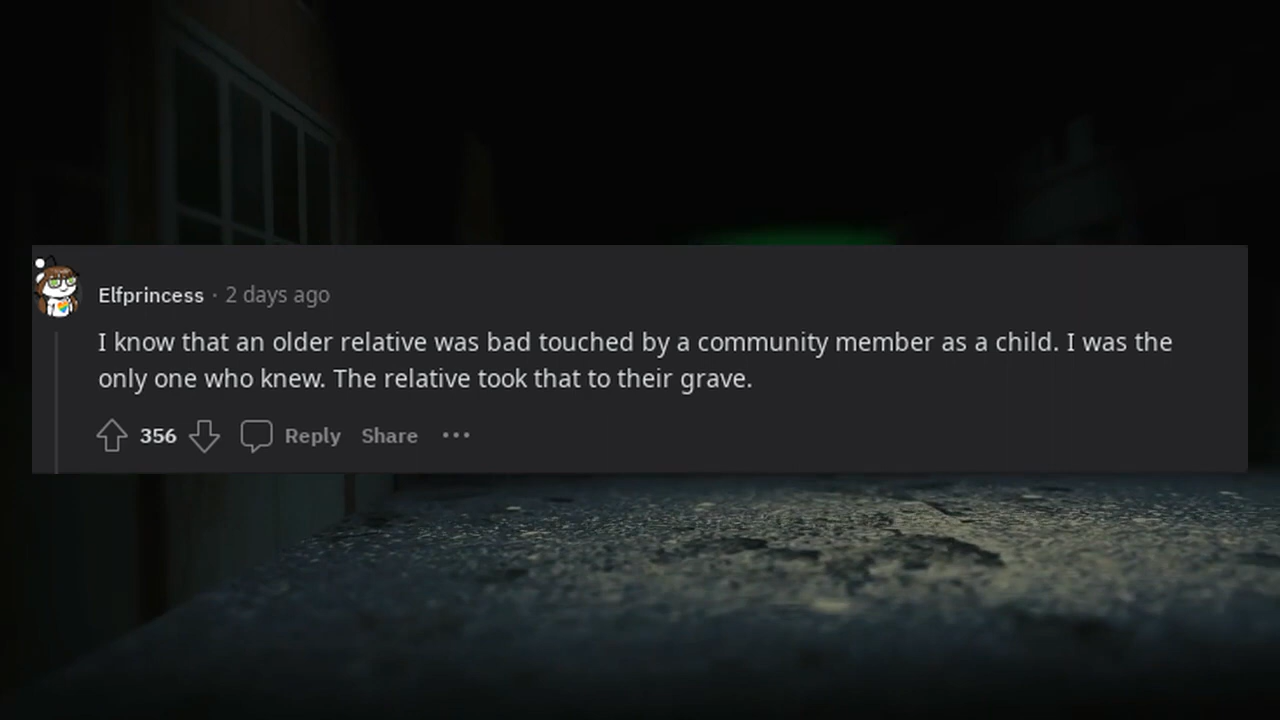 Elfprincess · 2 days ago
I know that an older relative was bad touched by a community member as a child. I was the
only one who knew. The relative took that to their grave.
356 Reply Share ···